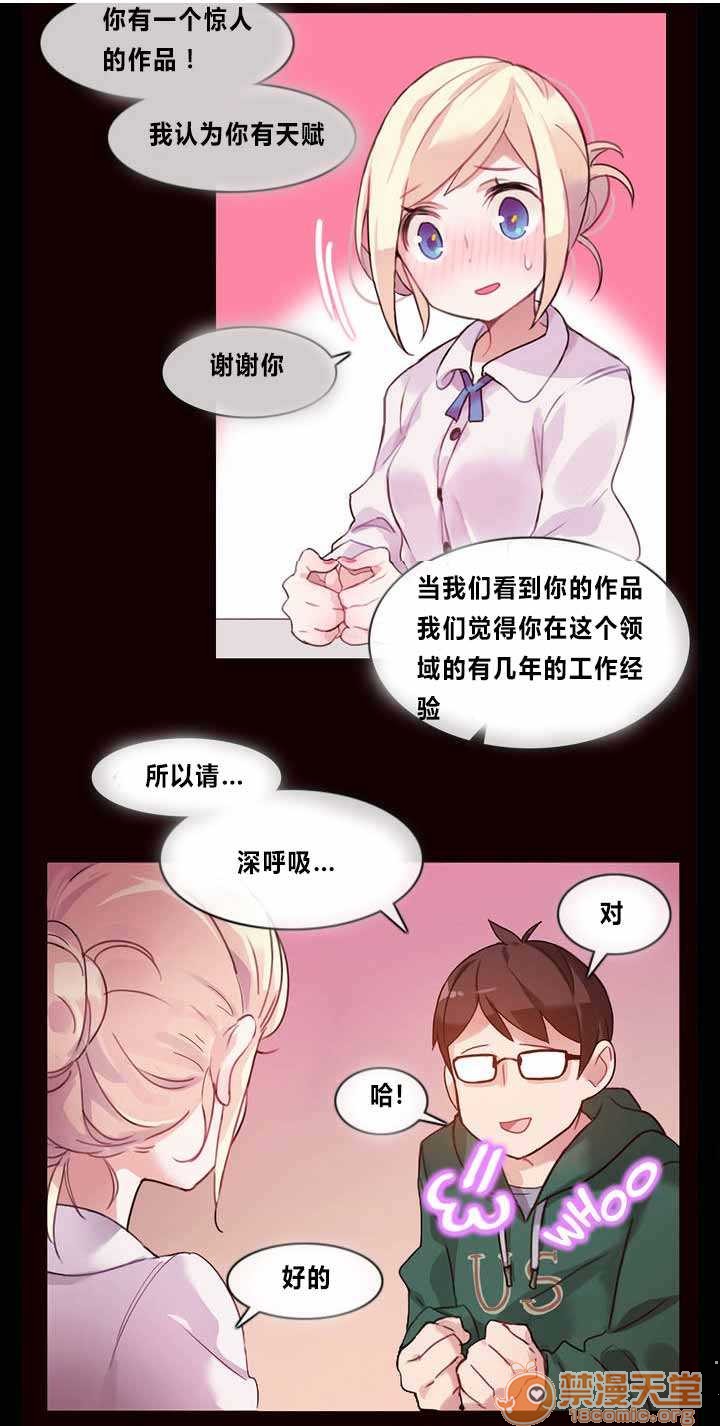 你有一个惊人
的作品！
我认为你有天赋
谢谢你
当我们看到你的作品
我们觉得你在这个领
域的有几年的工作经
验
所以请...
深呼吸...
对
哈!
WHOO
好的
US
禁漫天堂
18comic.org